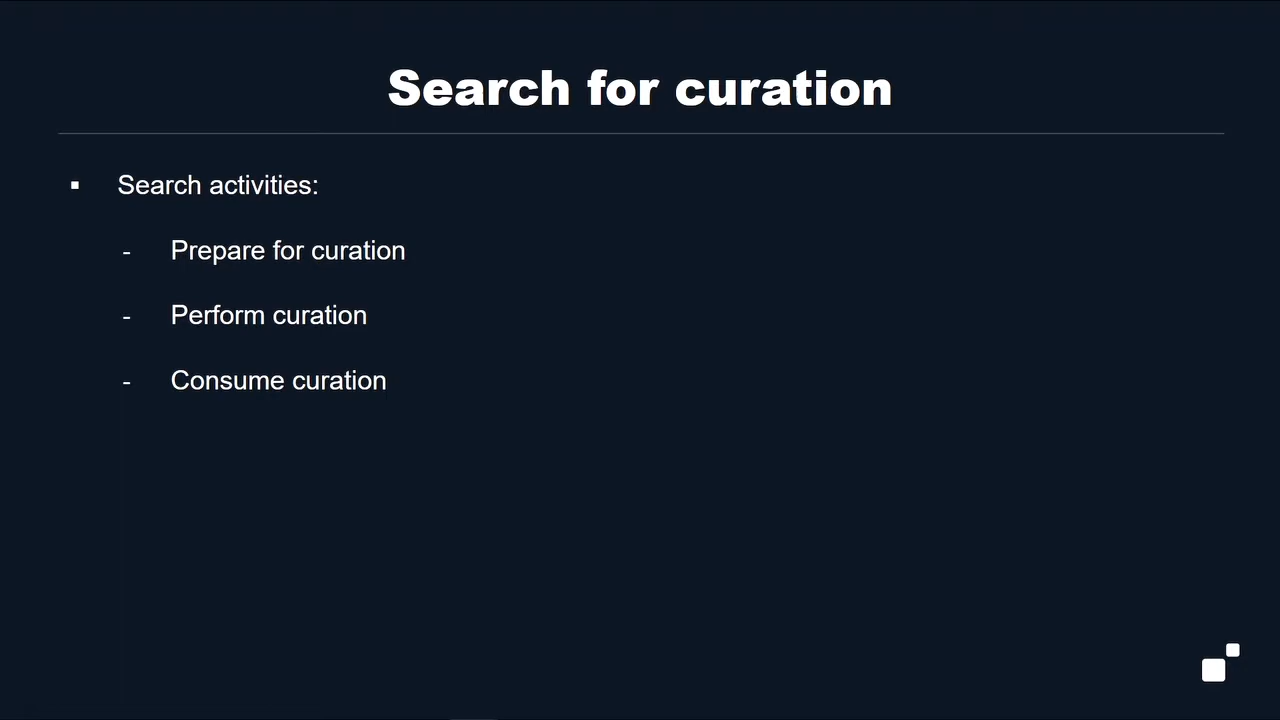 Search for curation
▪ Search activities:
- Prepare for curation
- Perform curation
- Consume curation